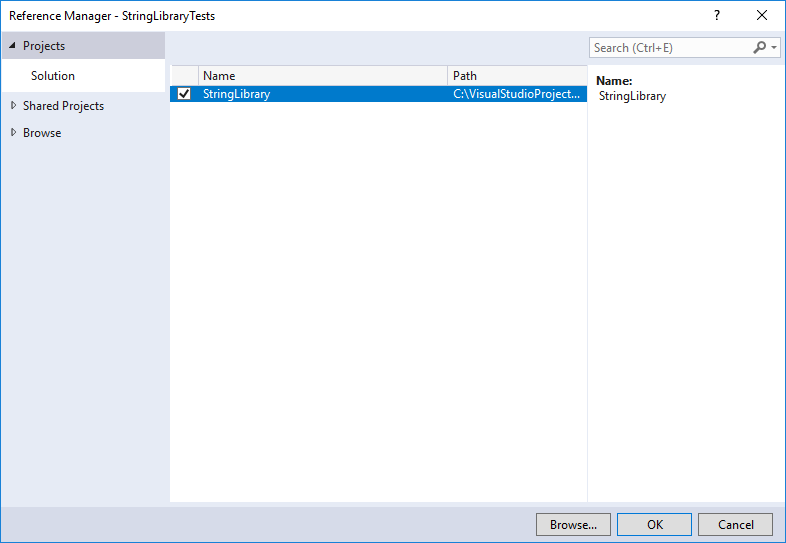 Reference Manager - StringLibraryTests
?
Projects
Search (Ctrl+E)
Solution
Name Path
Name:
StringLibrary C:\VisualStudioProject...
StringLibrary
Shared Projects
Browse
Browse... OK Cancel